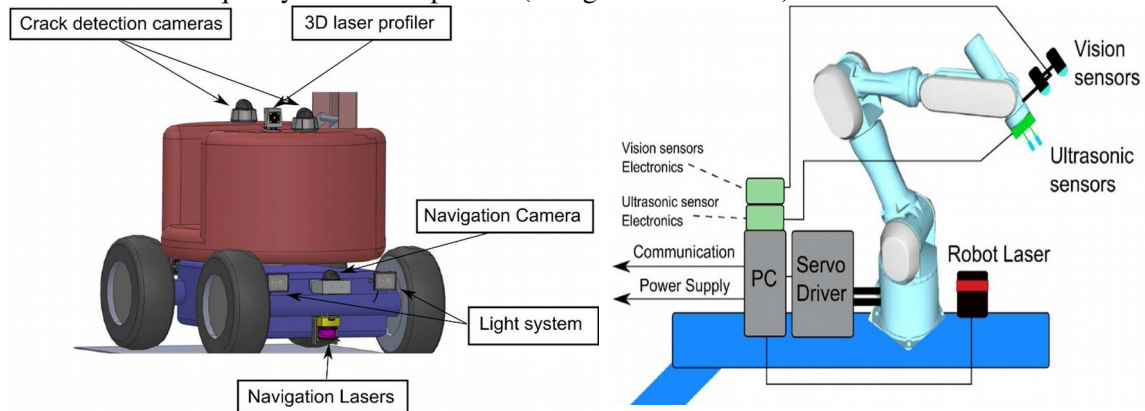 Crack detection cameras
3D laser profiler
Navigation Camera
Light system
Navigation Lasers
Vision
sensors
Vision sensors
Electronics
Ultrasonic
sensors
Ultrasonic sensor
Electronics
Communication
Power Supply
PC
Servo
Driver
Robot Laser